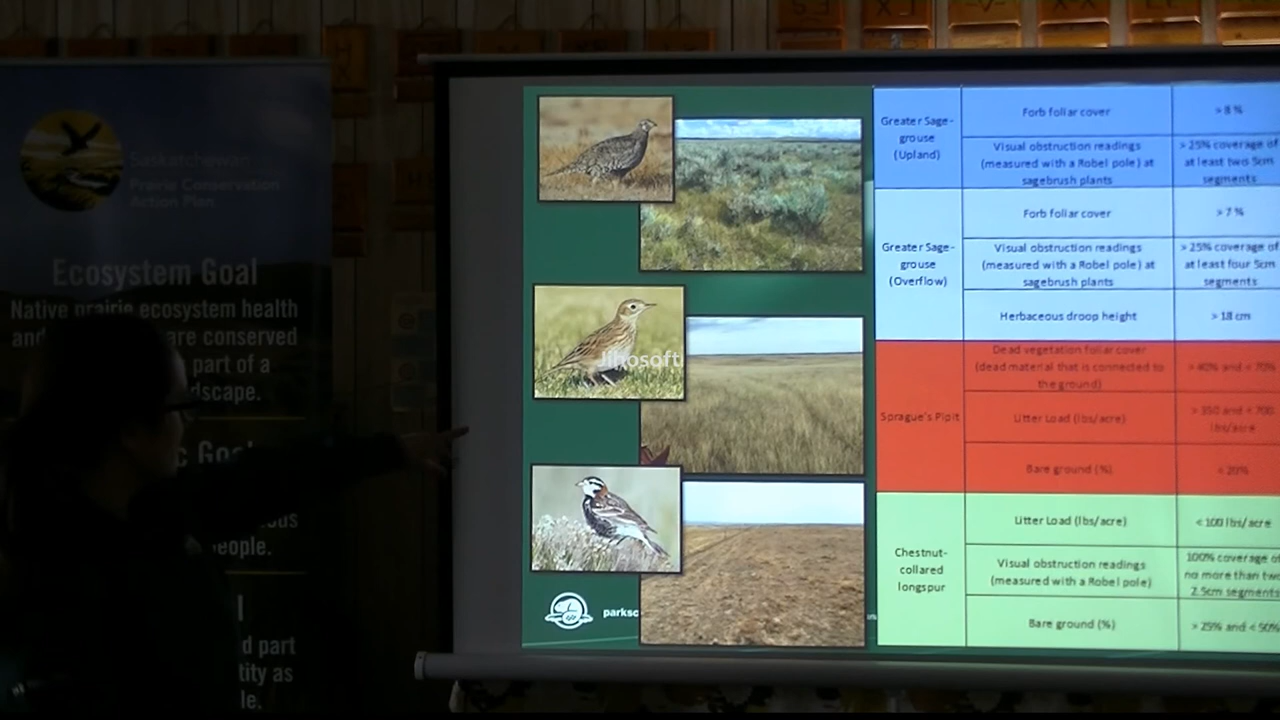 Saskatchewan
Prairie Conservation
Action Plan
Ecosystem Goal
Native prairie ecosystem health
and
are conserved
part of a
dscape.
c Goal
ous
eople.
d part
tity as
le.
Jihosoft
parksc
Greater Sage-
grouse
(Upland)
Forb foliar cover
> 8 %
Visual obstruction readings
(measured with a Robel pole) at
sagebrush plants
> 25% coverage of
at least two 5cm
segments
Greater Sage-
grouse
(Overflow)
Forb foliar cover
> 7 %
Visual obstruction readings
(measured with a Robel pole) at
sagebrush plants
> 25% coverage of
at least four 5cm
segments
Herbaceous droop height
> 18 cm
Sprague's Pipit
Dead vegetation foliar cover
(dead material that is connected to
the ground)
> 40% and < 70%
Litter Load (lbs/acre)
> 350 and < 700
lbs/acre
Bare ground (%)
< 20%
Chestnut-
collared
longspur
Litter Load (lbs/acre)
< 100 lbs/acre
Visual obstruction readings
(measured with a Robel pole)
100% coverage of
no more than two
2.5cm segments
Bare ground (%)
> 25% and < 50%